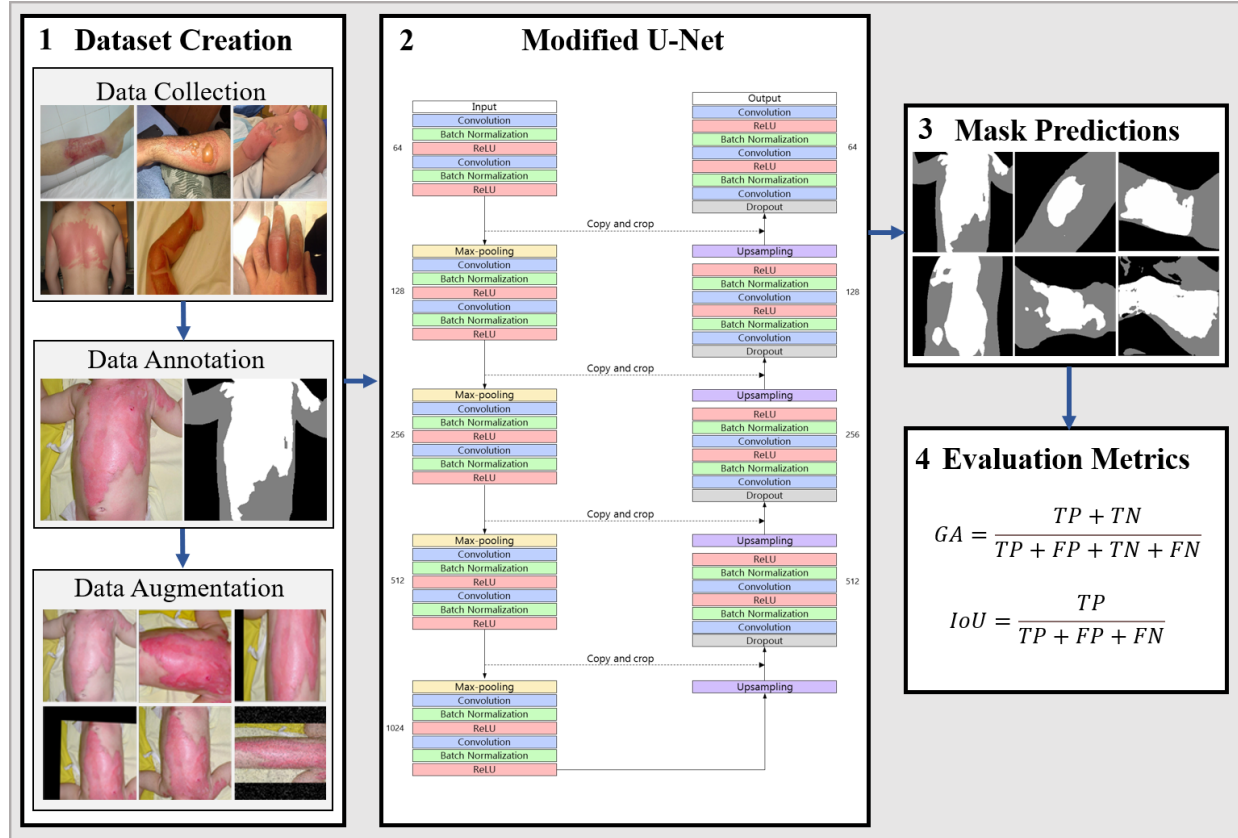 1 Dataset Creation
Data Collection
Data Annotation
Data Augmentation
2 Modified U-Net
Input
Convolution
Batch Normalization
ReLU
Convolution
Batch Normalization
ReLU
64
Max-pooling
Convolution
Batch Normalization
ReLU
Convolution
Batch Normalization
ReLU
128
Max-pooling
Convolution
Batch Normalization
ReLU
Convolution
Batch Normalization
ReLU
256
Max-pooling
Convolution
Batch Normalization
ReLU
Convolution
Batch Normalization
ReLU
512
Max-pooling
Convolution
Batch Normalization
ReLU
Convolution
Batch Normalization
ReLU
1024
Copy and crop
Copy and crop
Copy and crop
Copy and crop
Output
Convolution
ReLU
Batch Normalization
Convolution
ReLU
Batch Normalization
Convolution
Dropout
64
Upsampling
ReLU
Batch Normalization
Convolution
ReLU
Batch Normalization
Convolution
Dropout
128
Upsampling
ReLU
Batch Normalization
Convolution
ReLU
Batch Normalization
Convolution
Dropout
256
Upsampling
ReLU
Batch Normalization
Convolution
ReLU
Batch Normalization
Convolution
Dropout
512
Upsampling
3 Mask Predictions
4 Evaluation Metrics
GA = TP + TN / TP + FP + TN + FN
IoU = TP / TP + FP + FN